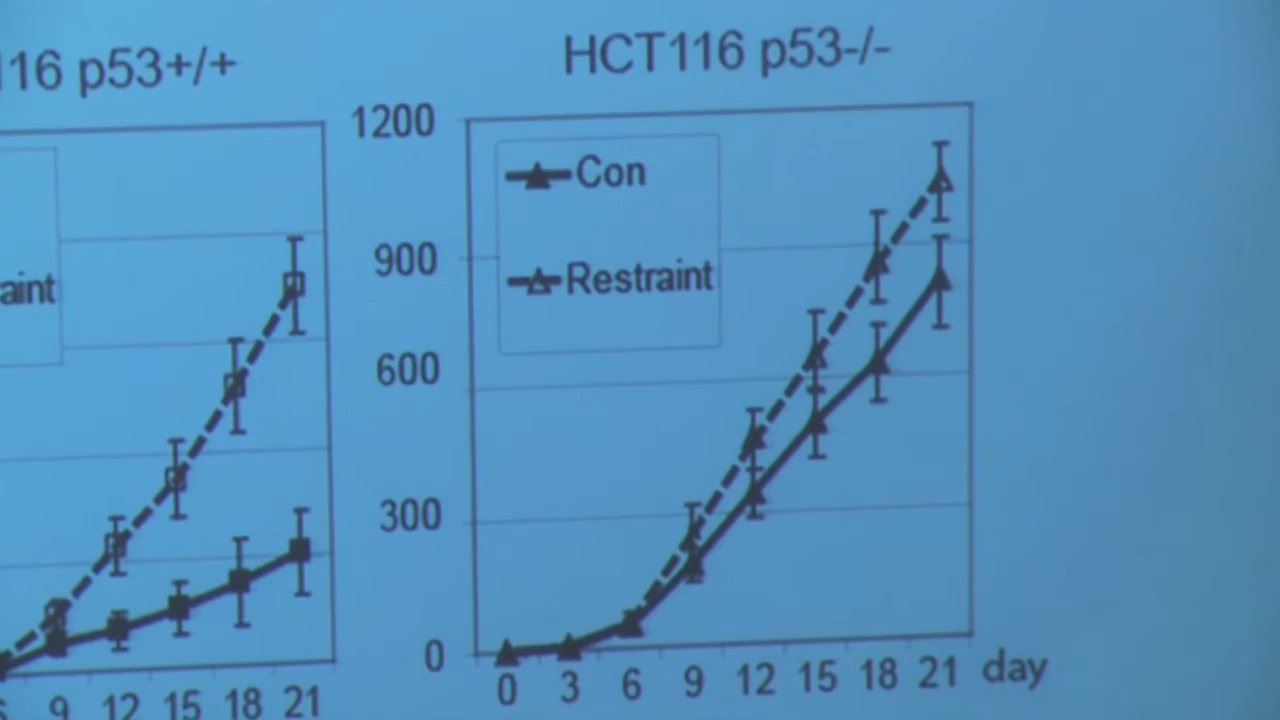 116 p53+/+
aint
9 12 15 18 21
HCT116 p53-/-
1200
900
600
300
0
Con
Restraint
0 3 6 9 12 15 18 21 day